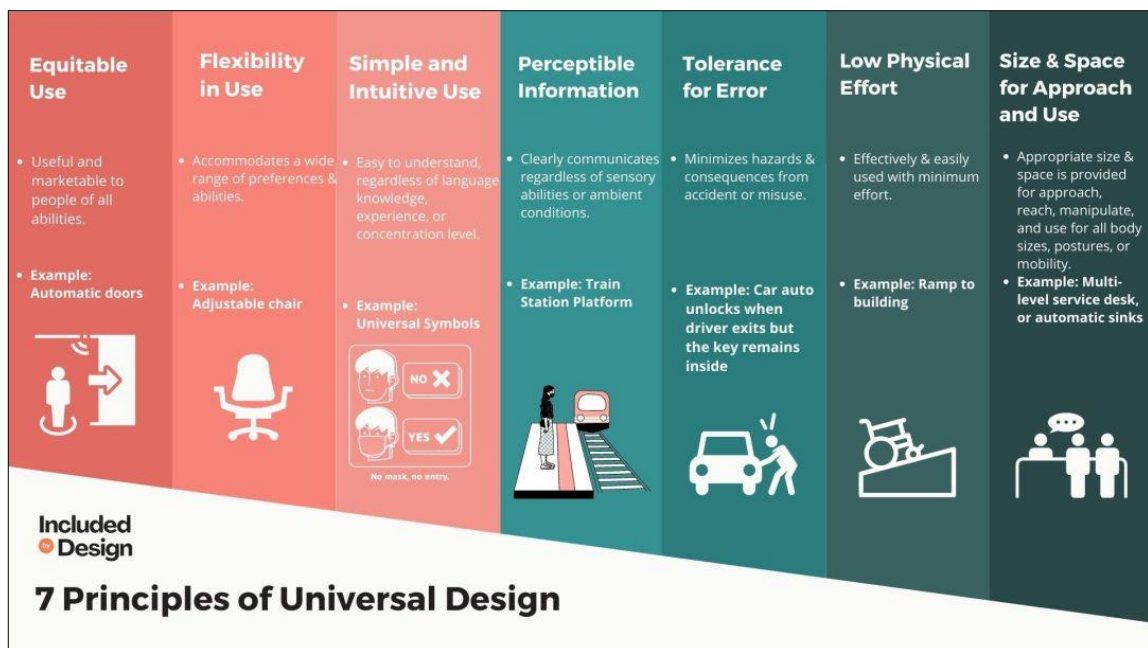 Equitable
Use
• Useful and
marketable to
people of all
abilities.
• Example:
Automatic doors
Flexibility
in Use
• Accommodates a wide
range of preferences &
abilities.
• Example:
Adjustable chair
Simple and
Intuitive Use
• Easy to understand,
regardless of language
knowledge,
experience, or
concentration level.
• Example:
Universal Symbols
NO
YES
No mask, no entry.
Perceptible
Information
• Clearly communicates
regardless of sensory
abilities or ambient
conditions.
• Example: Train
Station Platform
Tolerance
for Error
• Minimizes hazards &
consequences from
accident or misuse.
• Example: Car auto
unlocks when
driver exits but
the key remains
inside
Low Physical
Effort
• Effectively & easily
used with minimum
effort.
• Example: Ramp to
building
Size & Space
for Approach
and Use
• Appropriate size &
space is provided
for approach,
reach, manipulate,
and use for all body
sizes, postures, or
mobility.
• Example: Multi-
level service desk,
or automatic sinks
Included
by Design
7 Principles of Universal Design